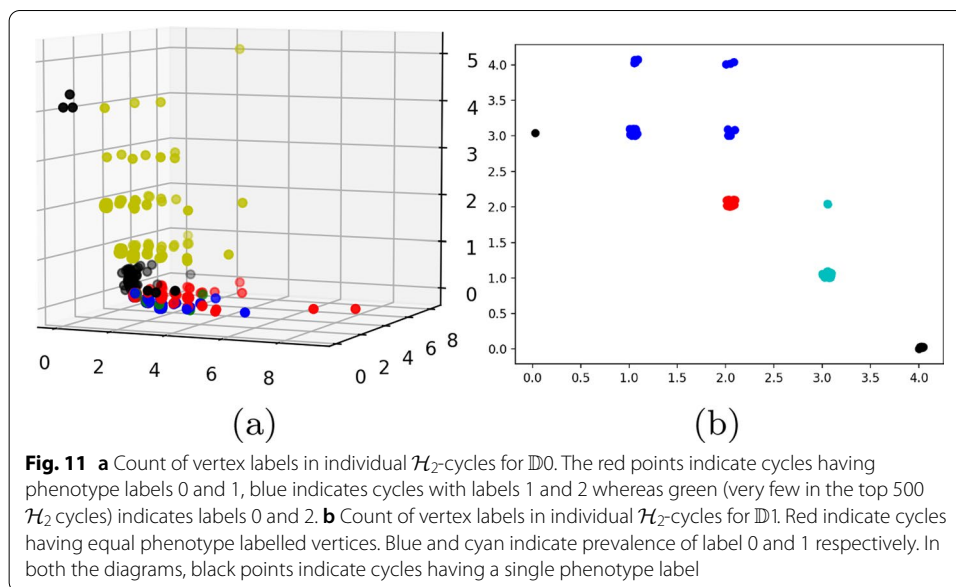 5
4
3
2
1
0
0 2 4 6 8
0 2 4 6 8
(a)
4.0
3.5
3.0
2.5
2.0
1.5
1.0
0.5
0.0
0.0 0.5 1.0 1.5 2.0 2.5 3.0 3.5 4.0
(b)
Fig. 11 a Count of vertex labels in individual ℋ₂-cycles for 𝔻0. The red points indicate cycles having
phenotype labels 0 and 1, blue indicates cycles with labels 1 and 2 whereas green (very few in the top 500
ℋ₂ cycles) indicates labels 0 and 2. b Count of vertex labels in individual ℋ₂-cycles for 𝔻1. Red indicate cycles
having equal phenotype labelled vertices. Blue and cyan indicate prevalence of label 0 and 1 respectively. In
both the diagrams, black points indicate cycles having a single phenotype label